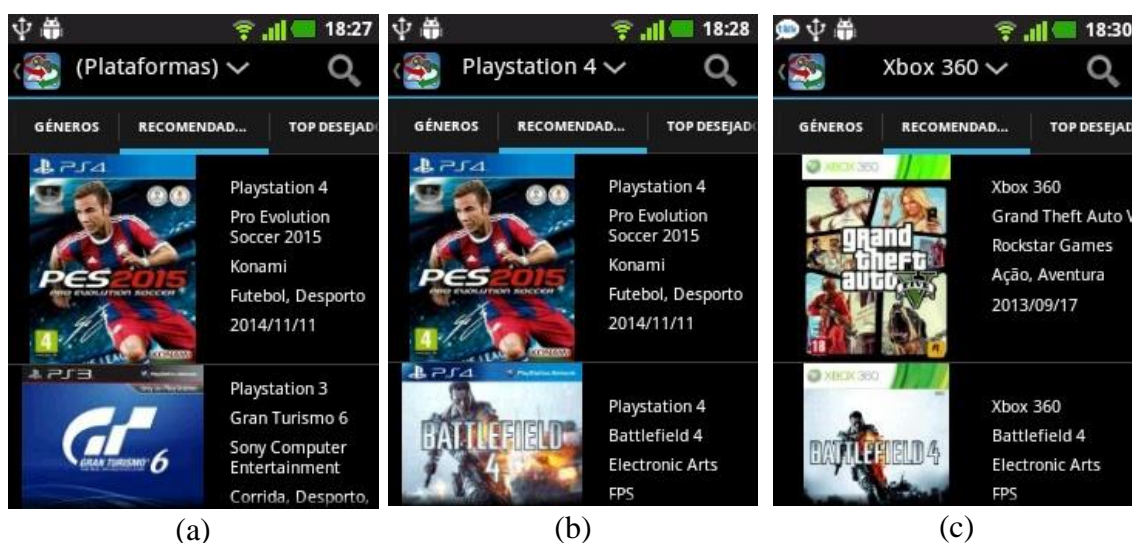 18:27
(Plataformas)
GÉNEROS
RECOMENDAD...
TOP DESEJADO
PS4
PES2015
PRO EVOLUTION SOCCER
4
KONAMI
Playstation 4
Pro Evolution
Soccer 2015
Konami
Futebol, Desporto
2014/11/11
PS3
GRAN TURISMO 6
Playstation 3
Gran Turismo 6
Sony Computer
Entertainment
Corrida, Desporto,
(a)
18:28
Playstation 4
GÉNEROS
RECOMENDAD...
TOP DESEJAD
PS4
PES2015
PRO EVOLUTION SOCCER
4
KONAMI
Playstation 4
Pro Evolution
Soccer 2015
Konami
Futebol, Desporto
2014/11/11
PS4
BATTLEFIELD
4
Playstation 4
Battlefield 4
Electronic Arts
FPS
(b)
18:30
Xbox 360
GÉNEROS
RECOMENDAD...
TOP DESEJAD
XBOX 360
grand
theft
auto
V
18
Xbox 360
Grand Theft Auto V
Rockstar Games
Ação, Aventura
2013/09/17
XBOX 360
BATTLEFIELD 4
Xbox 360
Battlefield 4
Electronic Arts
FPS
(c)